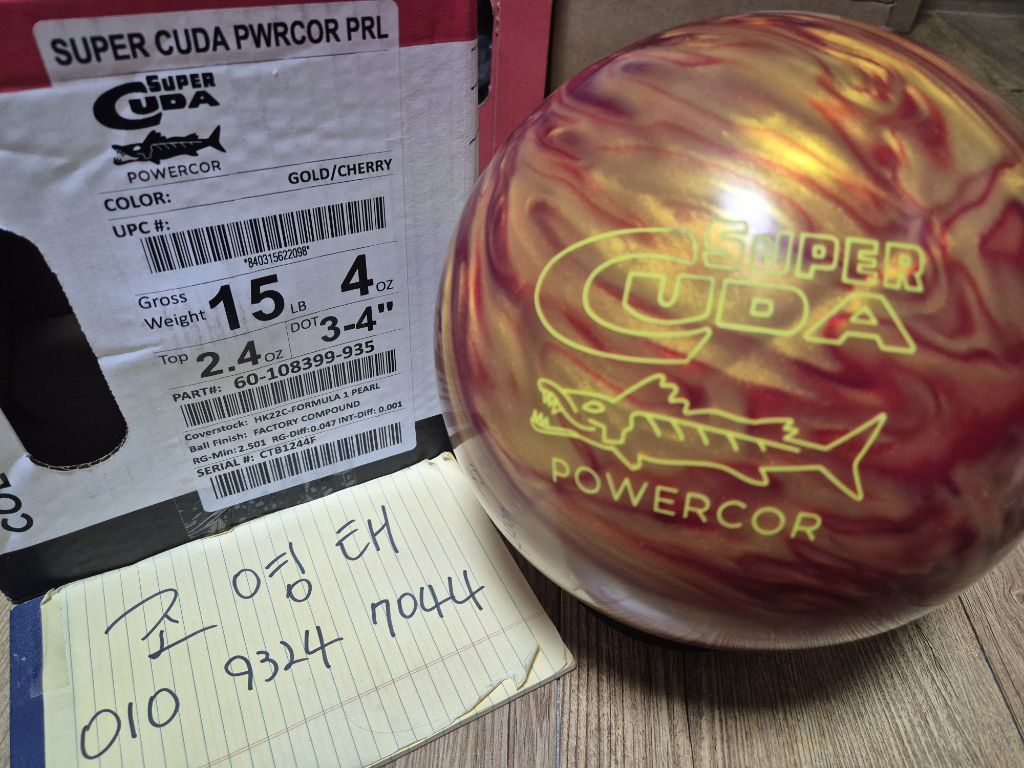 SUPER CUDA PWRCOR PRL
SUPER
CUDA
POWERCOR
COLOR: GOLD/CHERRY
UPC #:
*840315622098*
Gross Weight 15 LB 4 OZ
Top 2.4 OZ DOT 3-4"
PART#: 60-108399-935
Coverstock: HK22C-FORMULA 1 PEARL
Ball Finish: FACTORY COMPOUND
RG-Min: 2.501 RG-Diff: 0.047 INT-Diff: 0.001
SERIAL #: CTB1244F
COL
조영태
010 9324 7044
SUPER
CUDA
POWERCOR